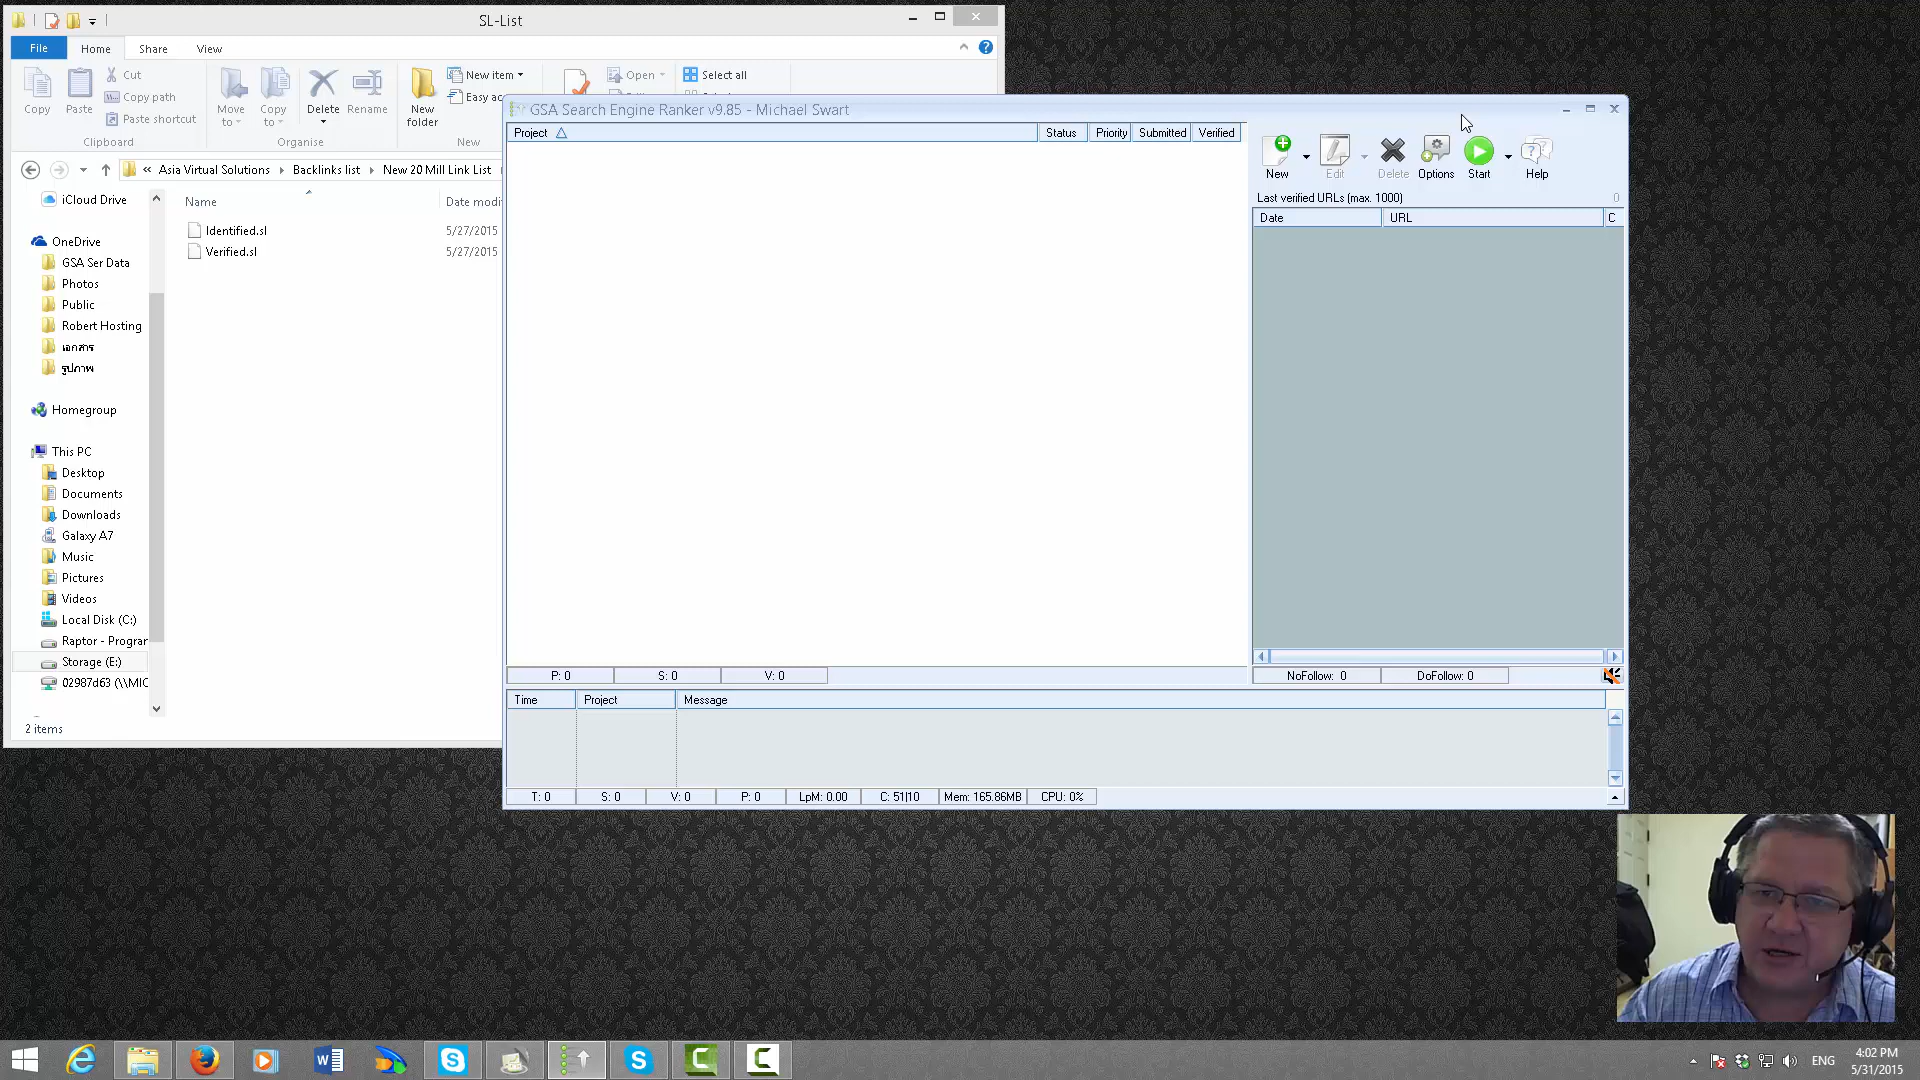 SL-List
File
Home
Share
View
Copy
Paste
Cut
Copy path
Paste shortcut
Clipboard
Move to
Copy to
Delete
Rename
Organise
New folder
New item
Easy ac
New
Open
Select all
« Asia Virtual Solutions
Backlinks list
New 20 Mill Link List
Name
Date modi
Identified.sl
5/27/2015
Verified.sl
5/27/2015
iCloud Drive
OneDrive
GSA Ser Data
Photos
Public
Robert Hosting
เอกสาร
รูปภาพ
Homegroup
This PC
Desktop
Documents
Downloads
Galaxy A7
Music
Pictures
Videos
Local Disk (C:)
Raptor - Progran
Storage (E:)
02987d63 (\\MIC
2 items
GSA Search Engine Ranker v9.85 - Michael Swart
Project
Status
Priority
Submitted
Verified
New
Edit
Delete
Options
Start
Help
Last verified URLs (max. 1000)
0
Date
URL
C
P: 0
S: 0
V: 0
NoFollow: 0
DoFollow: 0
Time
Project
Message
T: 0
S: 0
V: 0
P: 0
LpM: 0.00
C: 51|10
Mem: 165.86MB
CPU: 0%
ENG
4:02 PM
5/31/2015